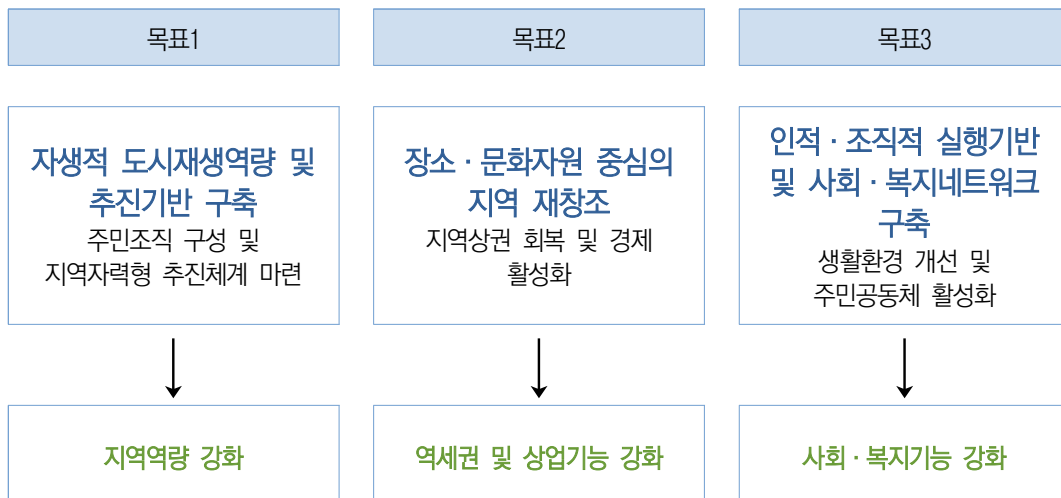 목표1
자생적 도시재생역량 및
추진기반 구축
주민조직 구성 및
지역자력형 추진체계 마련
지역역량 강화
목표2
장소·문화자원 중심의
지역 재창조
지역상권 회복 및 경제
활성화
역세권 및 상업기능 강화
목표3
인적·조직적 실행기반
및 사회·복지네트워크
구축
생활환경 개선 및
주민공동체 활성화
사회·복지기능 강화